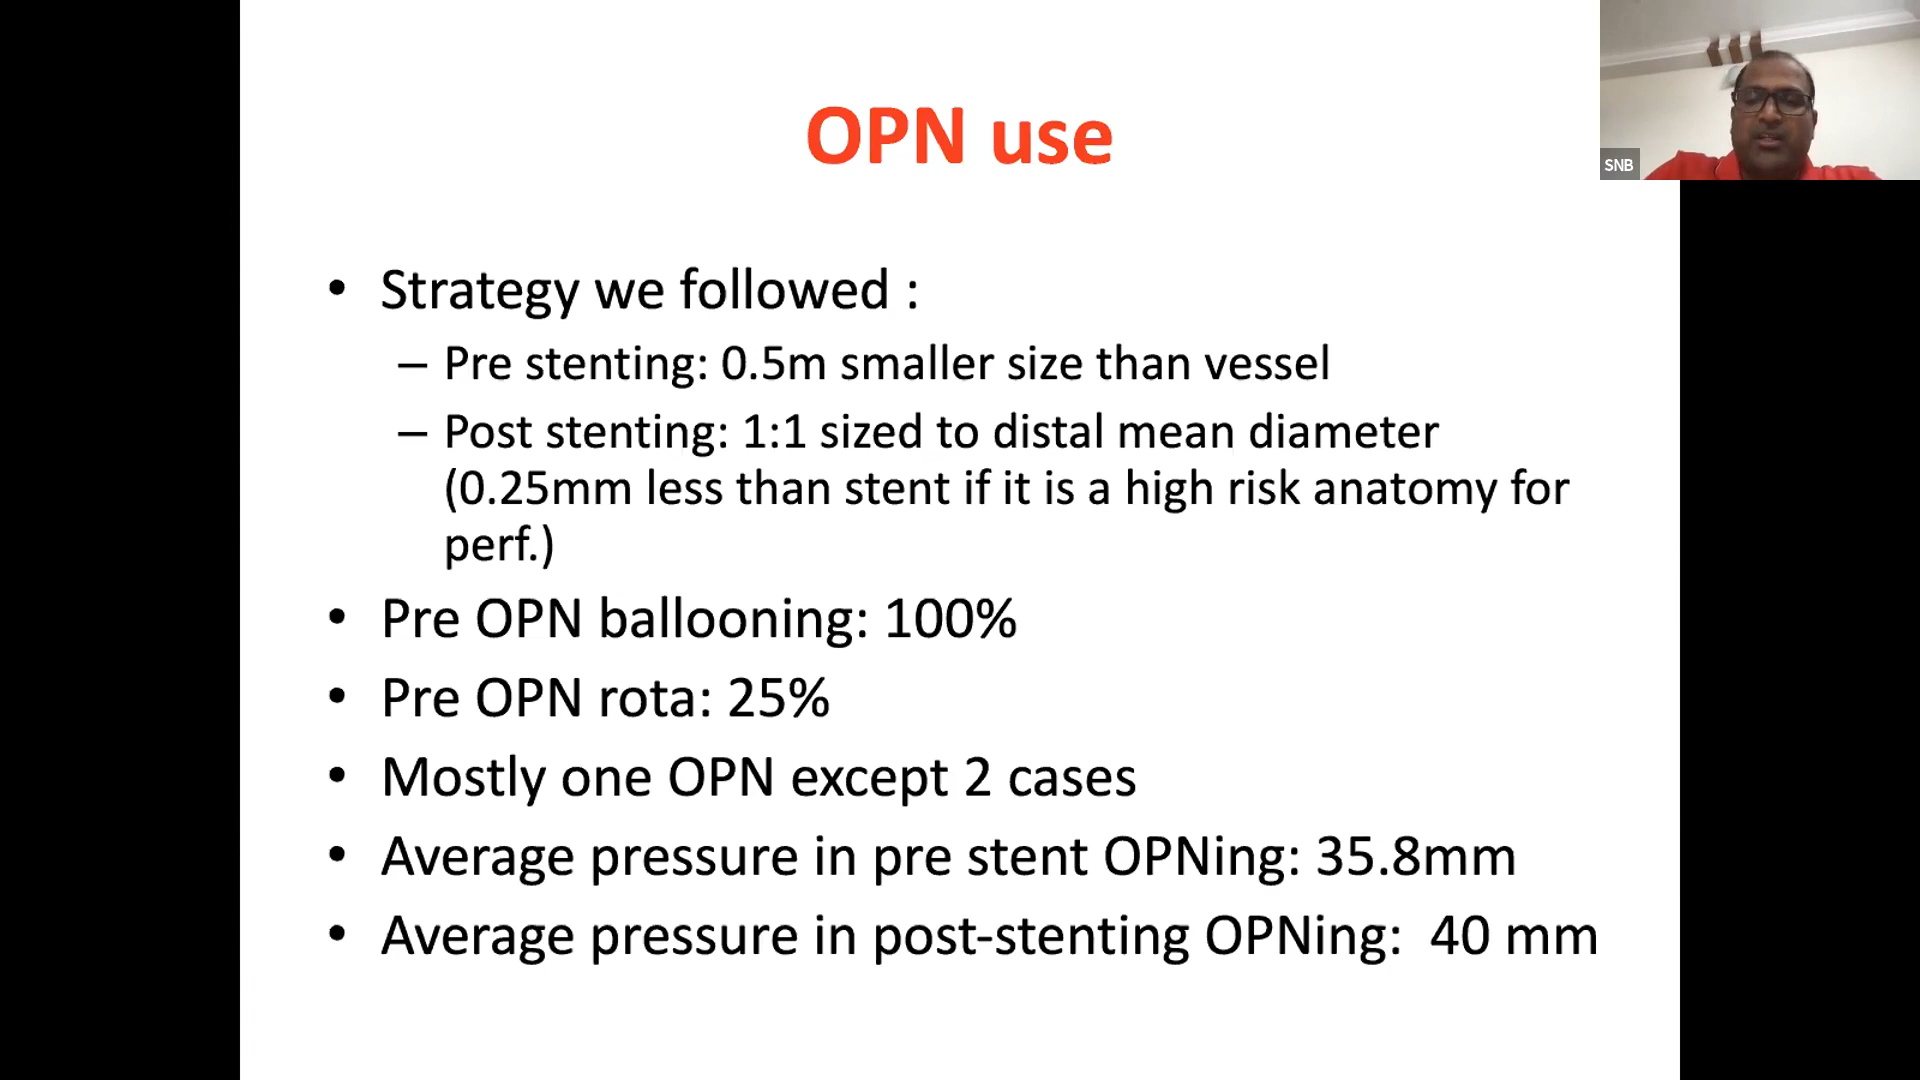 OPN use
SNB
• Strategy we followed :
– Pre stenting: 0.5m smaller size than vessel
– Post stenting: 1:1 sized to distal mean diameter
(0.25mm less than stent if it is a high risk anatomy for
perf.)
• Pre OPN ballooning: 100%
• Pre OPN rota: 25%
• Mostly one OPN except 2 cases
• Average pressure in pre stent OPNing: 35.8mm
• Average pressure in post-stenting OPNing:  40 mm